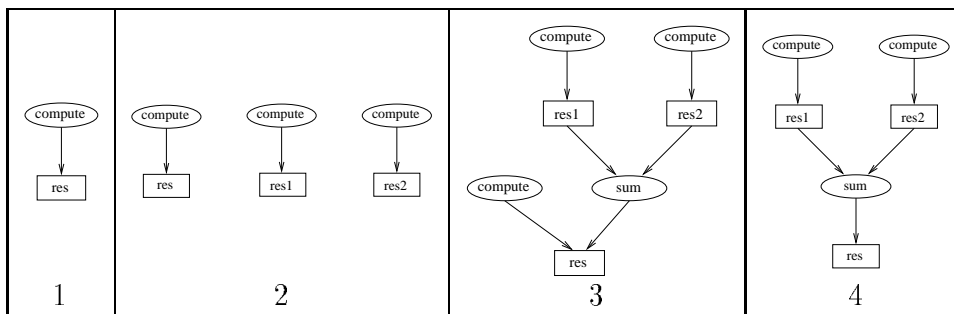 compute
res
1
compute compute compute
res res1 res2
2
compute compute
res1 res2
compute sum
res
3
compute compute
res1 res2
sum
res
4